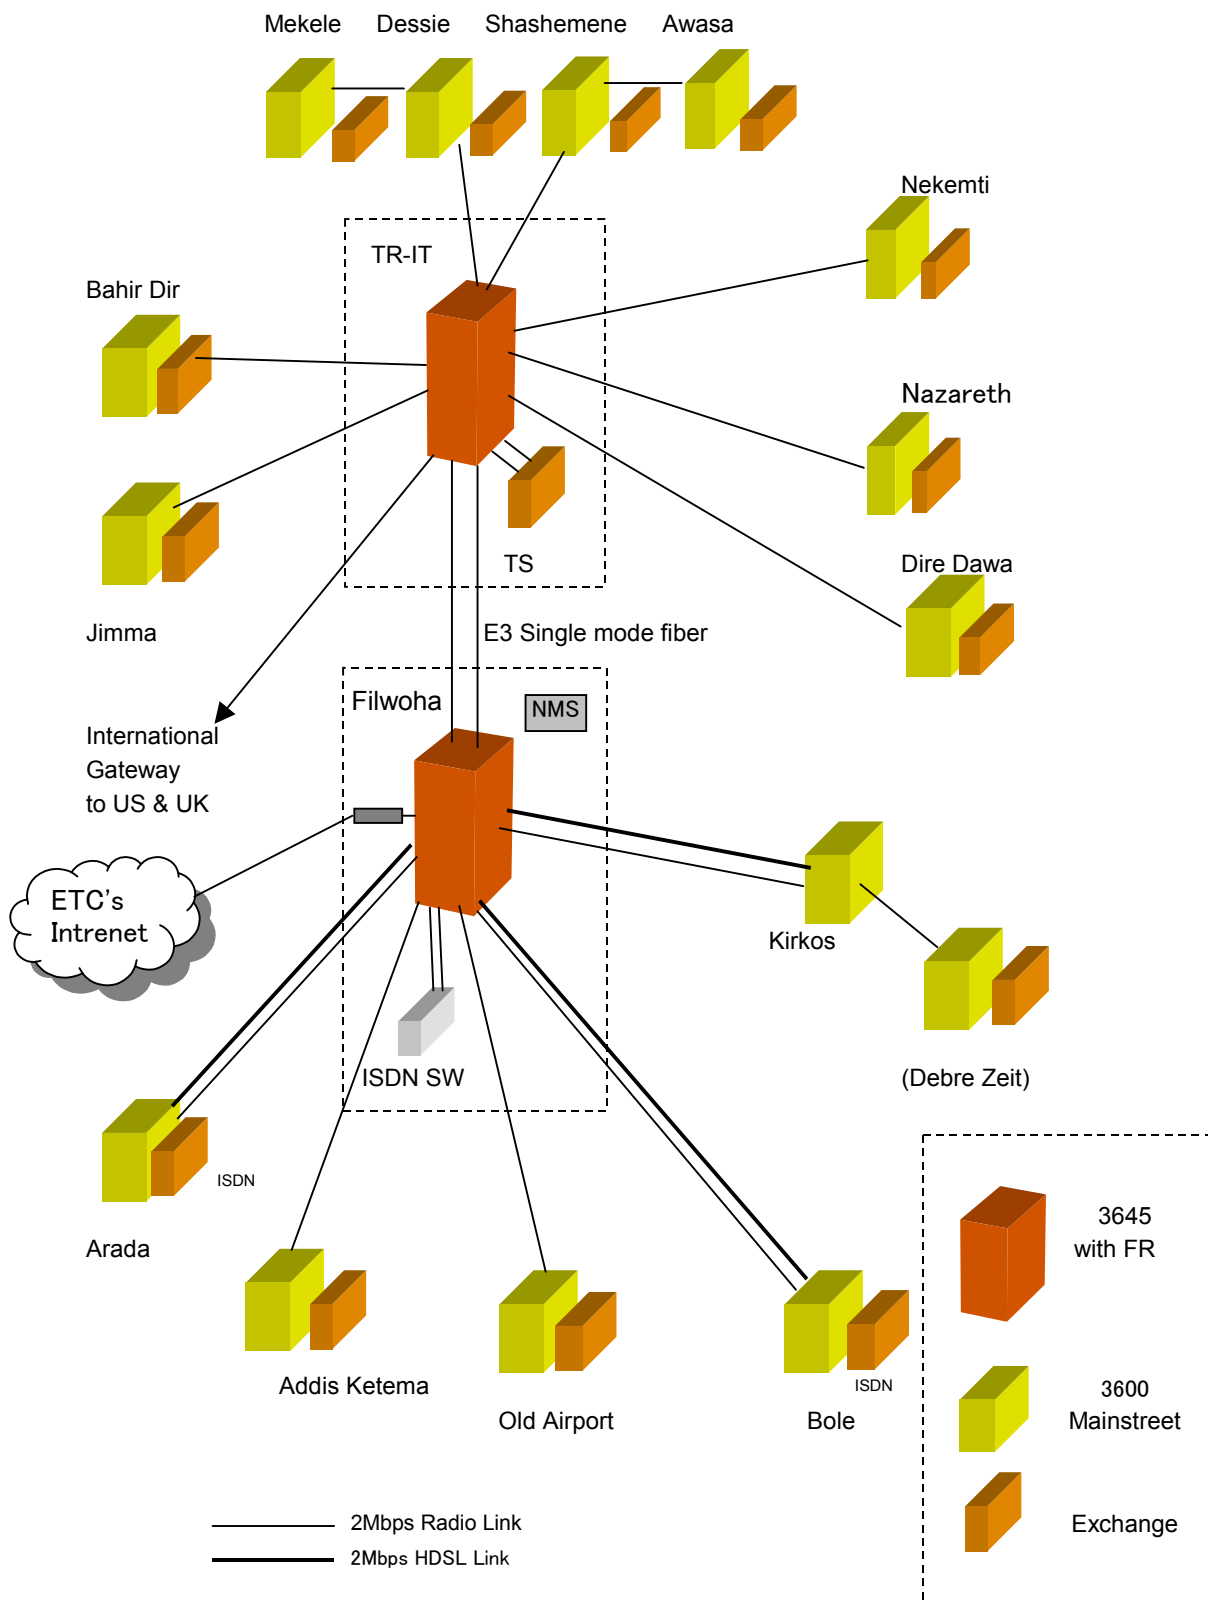 Mekele Dessie Shashemene Awasa
Nekemti
TR-IT
Bahir Dir
Nazareth
TS
Dire Dawa
Jimma
E3 Single mode fiber
Filwoha
NMS
International
Gateway
to US & UK
ETC's
Intrenet
Kirkos
ISDN SW
(Debre Zeit)
ISDN
Arada
3645
with FR
Addis Ketema
ISDN
Old Airport
Bole
3600
Mainstreet
2Mbps Radio Link
2Mbps HDSL Link
Exchange